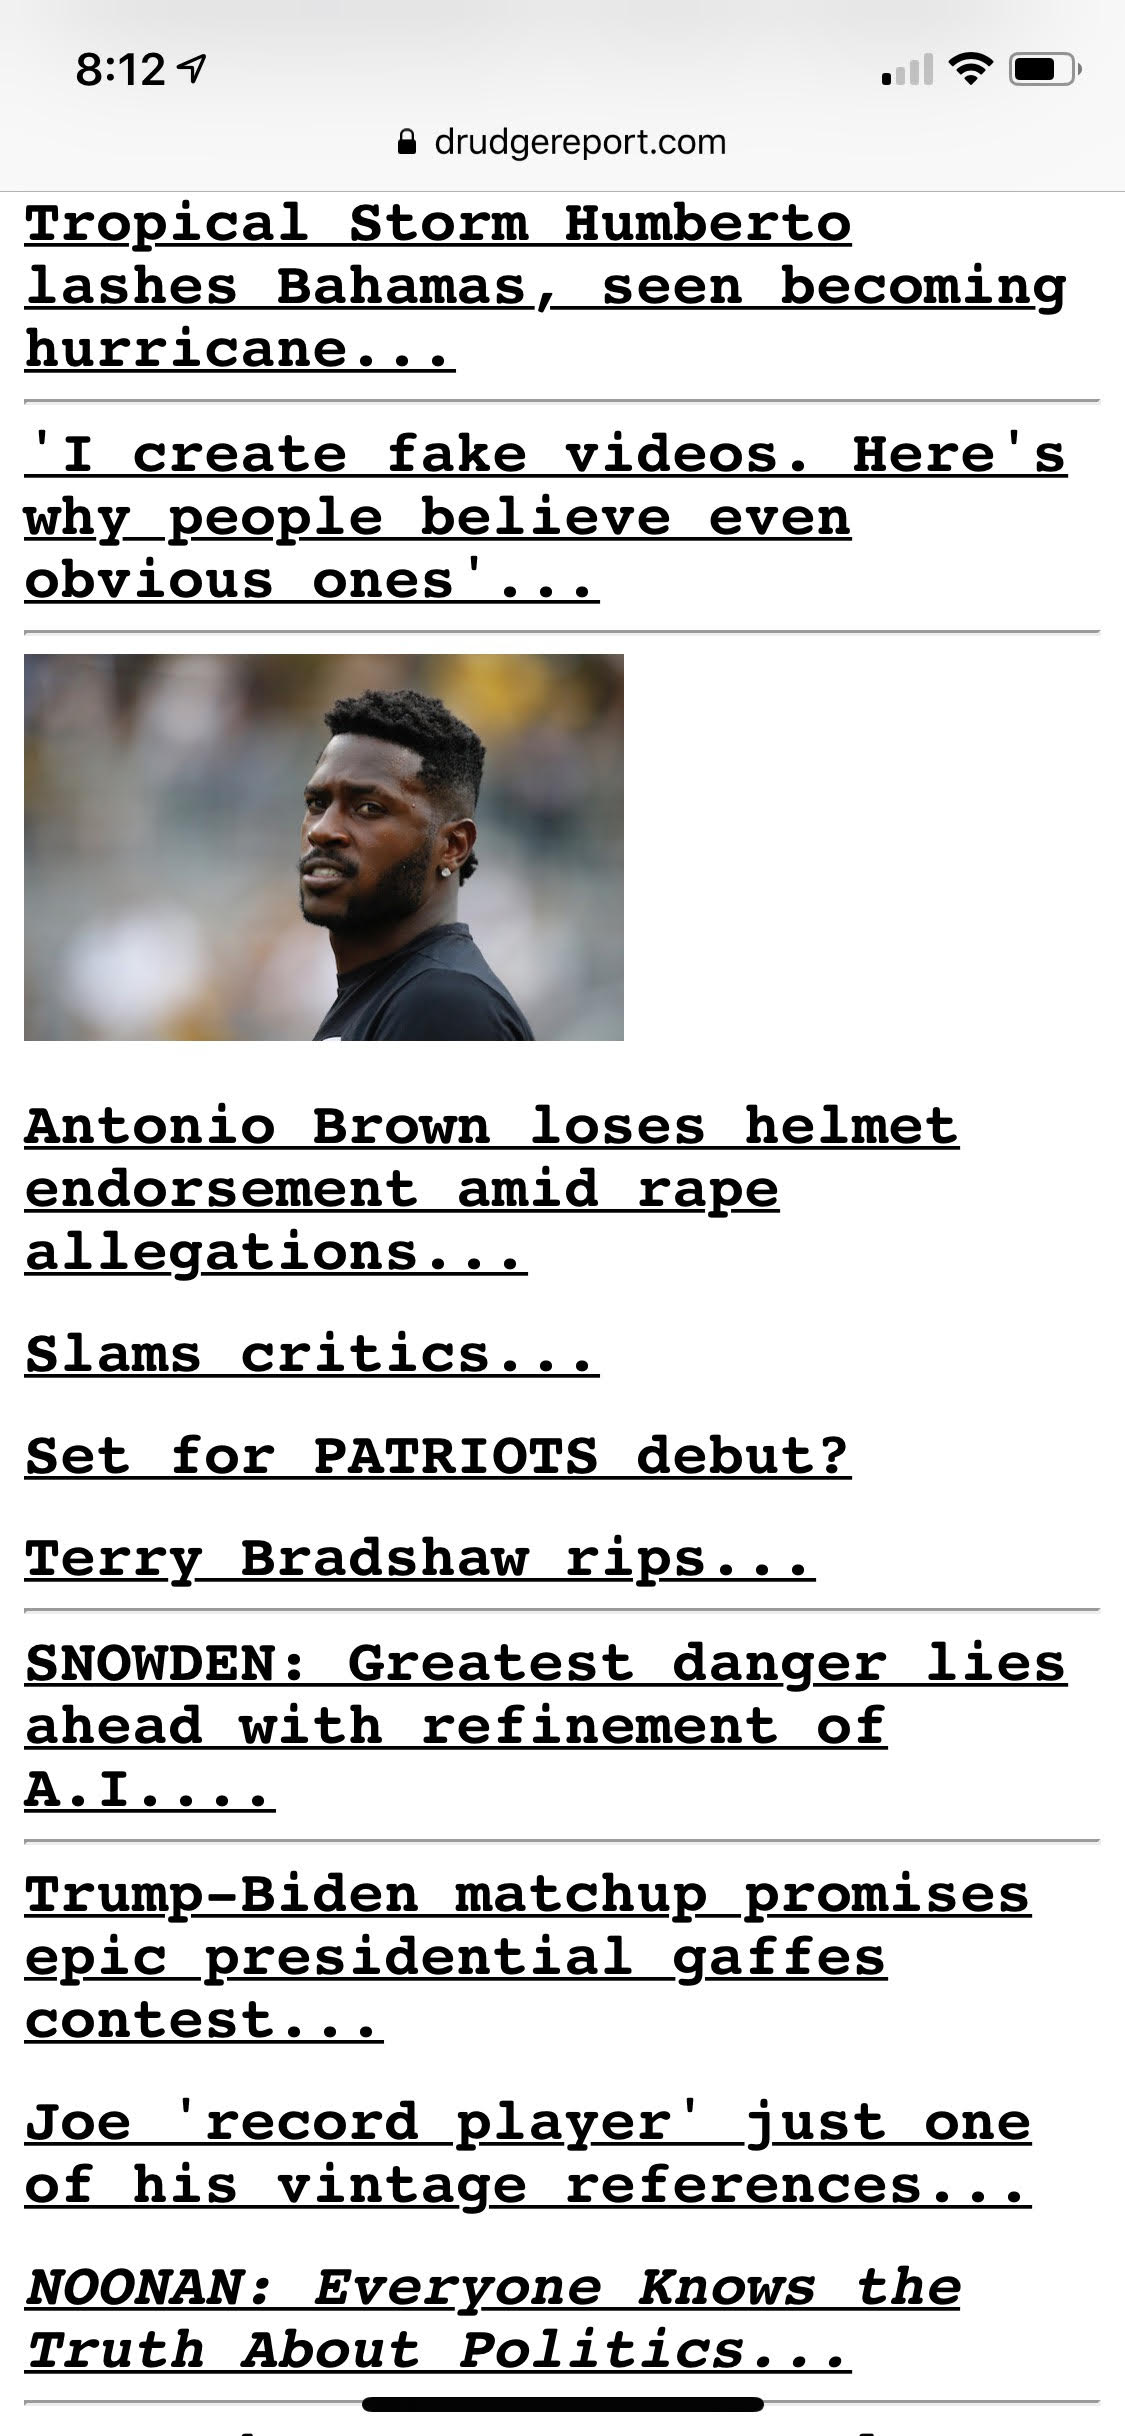 8:12
drudgereport.com
Tropical Storm Humberto
lashes Bahamas, seen becoming
hurricane...
'I create fake videos. Here's
why people believe even
obvious ones'...
Antonio Brown loses helmet
endorsement amid rape
allegations...
Slams critics...
Set for PATRIOTS debut?
Terry Bradshaw rips...
SNOWDEN: Greatest danger lies
ahead with refinement of
A.I....
Trump-Biden matchup promises
epic presidential gaffes
contest...
Joe 'record player' just one
of his vintage references...
NOONAN: Everyone Knows the
Truth About Politics...